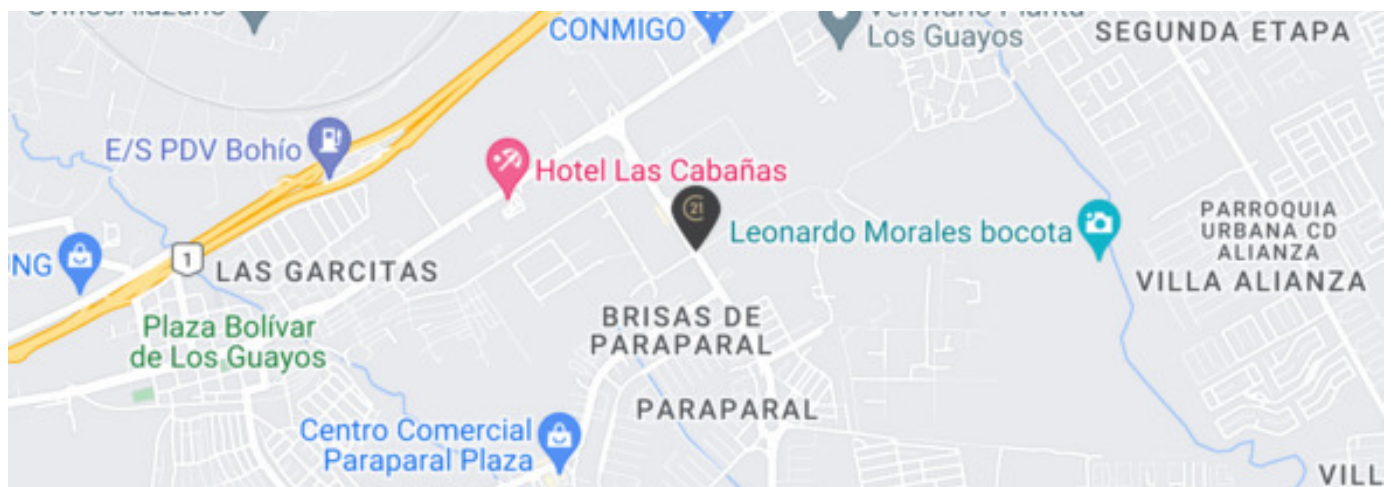 CONMIGO
Los Guayos
SEGUNDA ETAPA
E/S PDV Bohío
Hotel Las Cabañas
21
Leonardo Morales bocota
PARROQUIA
URBANA CD
ALIANZA
VILLA ALIANZA
UNG
1
LAS GARCITAS
Plaza Bolívar
de Los Guayos
BRISAS DE
PARAPARAL
PARAPARAL
Centro Comercial
Paraparal Plaza
VILL